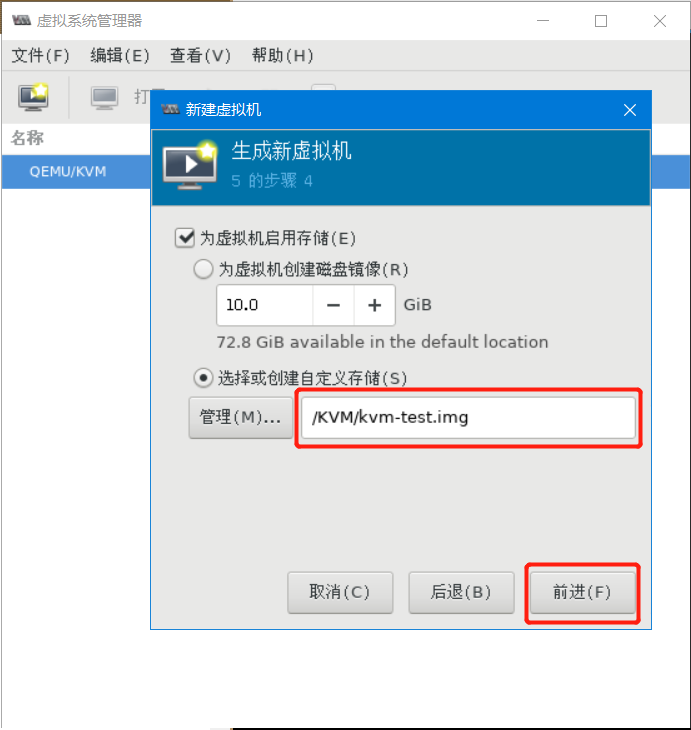 虚拟系统管理器
文件(F) 编辑(E) 查看(V) 帮助(H)
打
名称
QEMU/KVM
新建虚拟机
生成新虚拟机
5 的步骤 4
为虚拟机启用存储(E)
为虚拟机创建磁盘镜像(R)
10.0 − + GiB
72.8 GiB available in the default location
选择或创建自定义存储(S)
管理(M)... /KVM/kvm-test.img
取消(C) 后退(B) 前进(F)